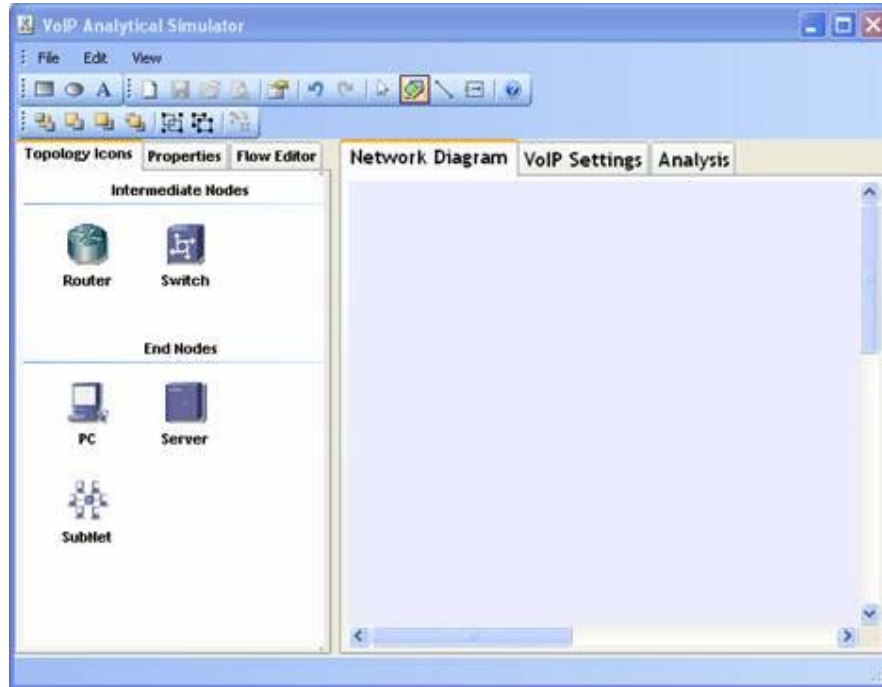 VoIP Analytical Simulator
File Edit View
A
Topology Icons Properties Flow Editor
Network Diagram VoIP Settings Analysis
Intermediate Nodes
Router Switch
End Nodes
PC Server
SubNet